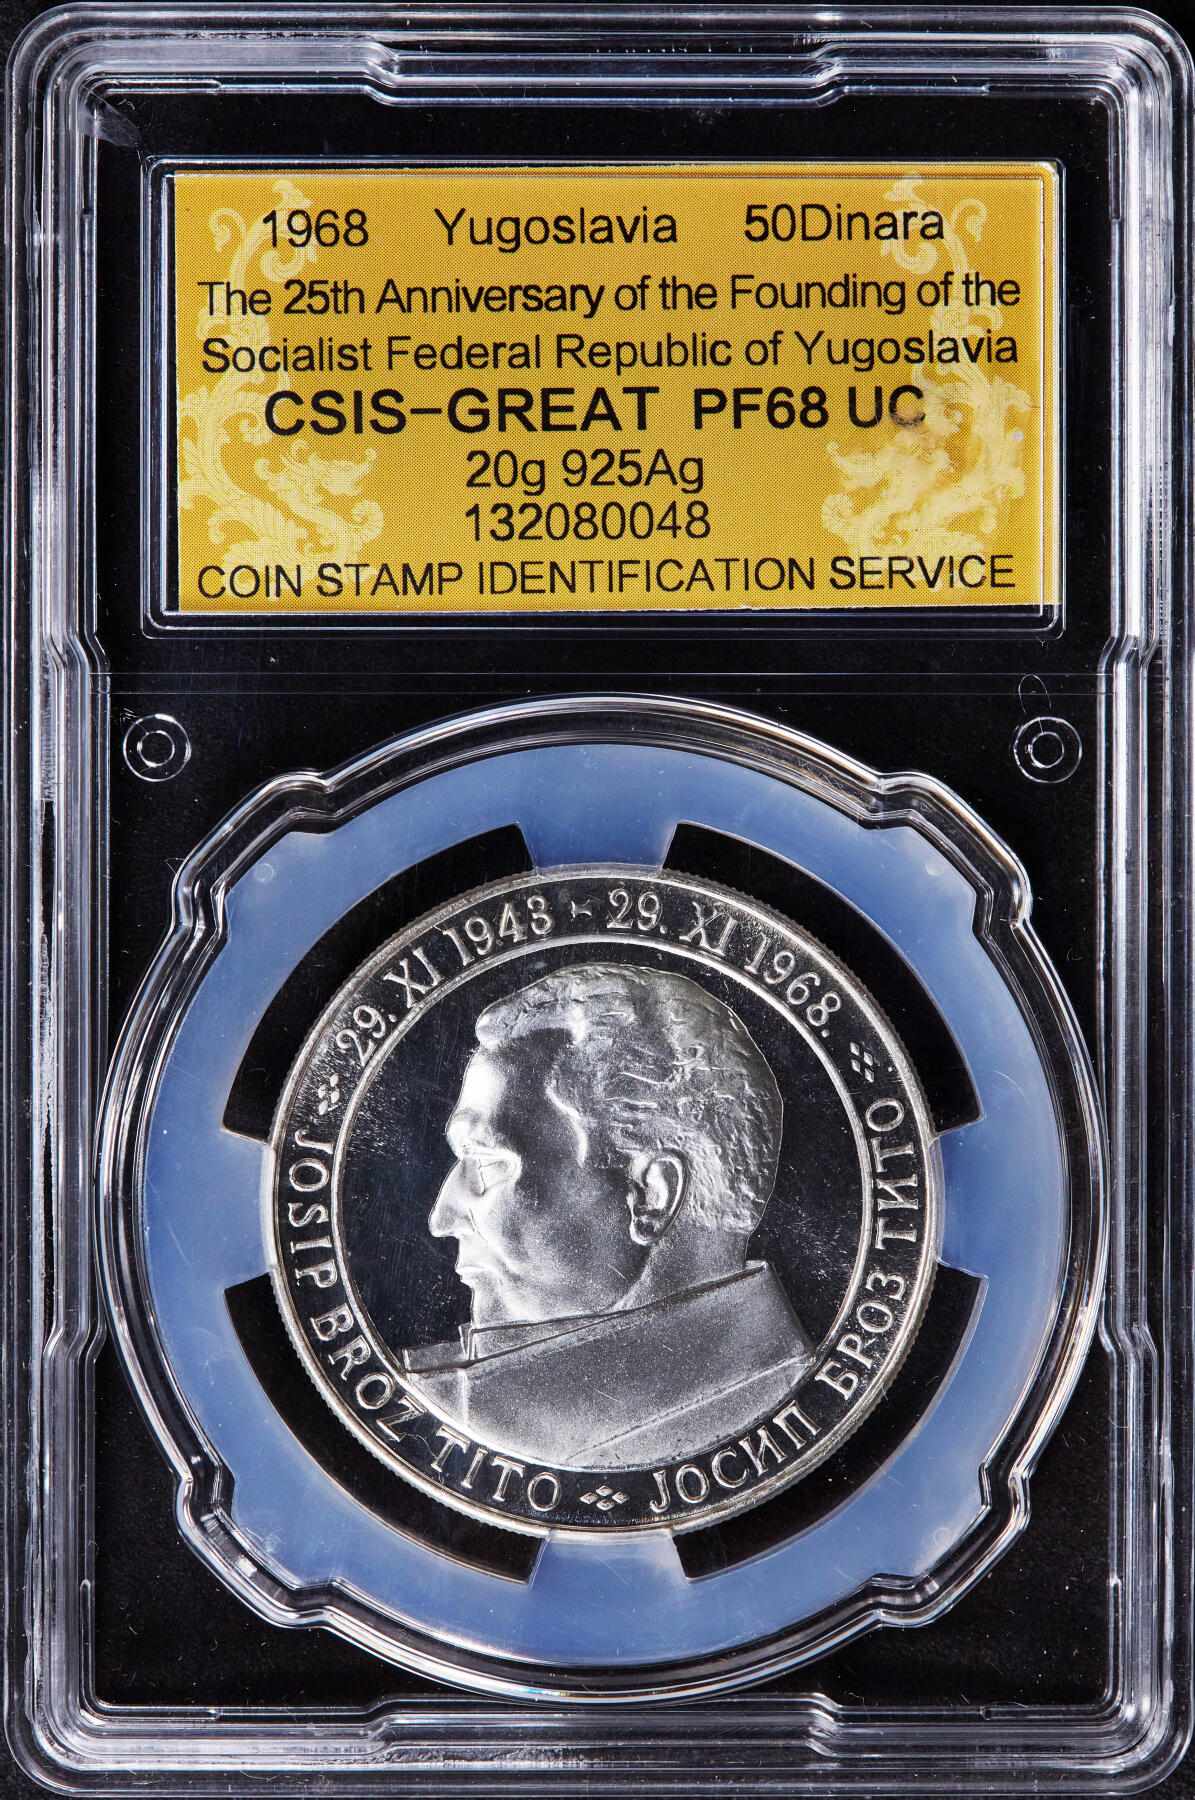 1968 Yugoslavia 50Dinara
The 25th Anniversary of the Founding of the
Socialist Federal Republic of Yugoslavia
CSIS-GREAT PF68 UC
20g 925Ag
132080048
COIN STAMP IDENTIFICATION SERVICE
29. XI 1943 - 29. XI 1968.
JOSIP BROZ TITO
ЈОСИП БРОЗ ТИТО